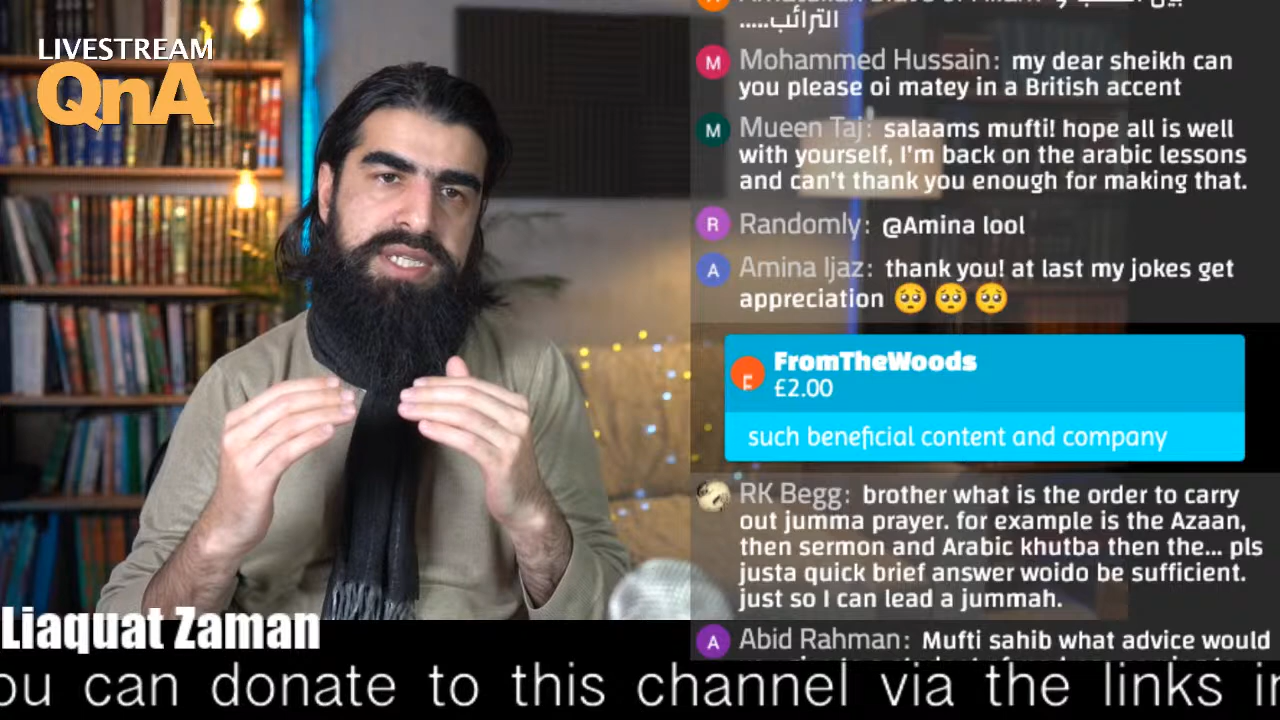 LIVESTREAM
QnA
الترائب.....
Mohammed Hussain: my dear sheikh can
you please oi matey in a British accent
Mueen Taj: salaams mufti! hope all is well
with yourself, I'm back on the arabic lessons
and can't thank you enough for making that.
Randomly: @Amina lool
Amina Ijaz: thank you! at last my jokes get
appreciation 🥺🥺🥺
FromTheWoods
£2.00
such beneficial content and company
RK Begg: brother what is the order to carry
out jumma prayer. for example is the Azaan,
then sermon and Arabic khutba then the... pls
justa quick brief answer woido be sufficient.
just so I can lead a jummah.
Abid Rahman: Mufti sahib what advice would
Liaquat Zaman
ou can donate to this channel via the links in